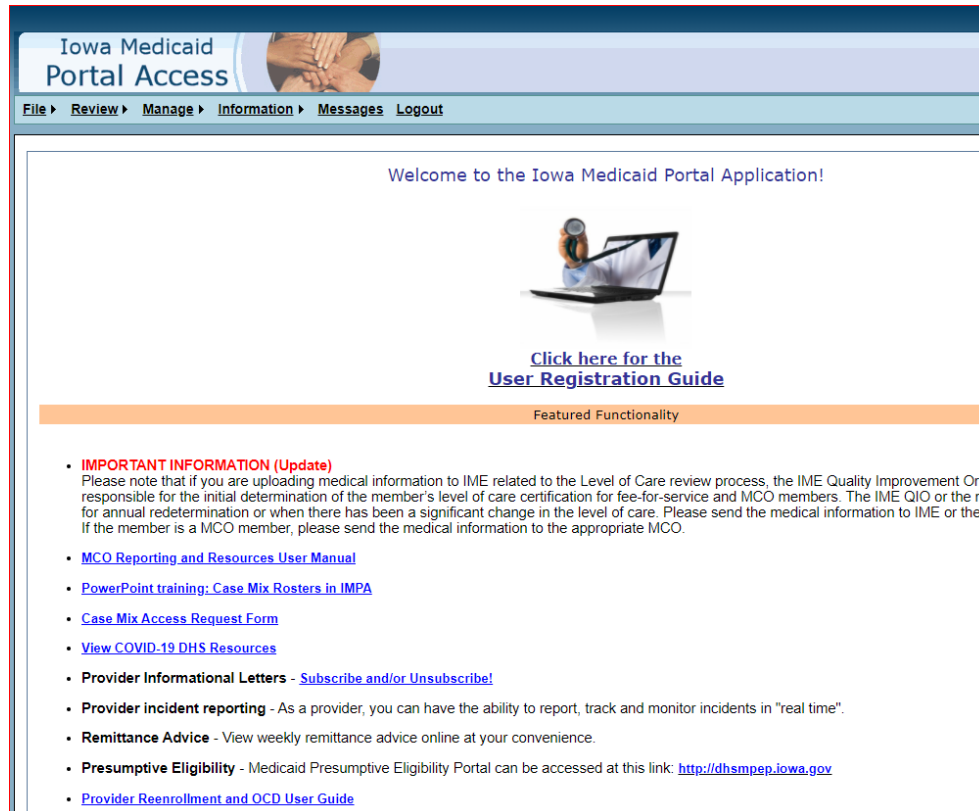 Iowa Medicaid
Portal Access
File Review Manage Information Messages Logout
Welcome to the Iowa Medicaid Portal Application!
Click here for the
User Registration Guide
Featured Functionality
IMPORTANT INFORMATION (Update)
Please note that if you are uploading medical information to IME related to the Level of Care review process, the IME Quality Improvement Or
responsible for the initial determination of the member's level of care certification for fee-for-service and MCO members. The IME QIO or the
for annual redetermination or when there has been a significant change in the level of care. Please send the medical information to IME or the
If the member is a MCO member, please send the medical information to the appropriate MCO.
MCO Reporting and Resources User Manual
PowerPoint training: Case Mix Rosters in IMPA
Case Mix Access Request Form
View COVID-19 DHS Resources
Provider Informational Letters - Subscribe and/or Unsubscribe!
Provider incident reporting - As a provider, you can have the ability to report, track and monitor incidents in "real time".
Remittance Advice - View weekly remittance advice online at your convenience.
Presumptive Eligibility - Medicaid Presumptive Eligibility Portal can be accessed at this link: http://dhsmpep.iowa.gov
Provider Reenrollment and OCD User Guide